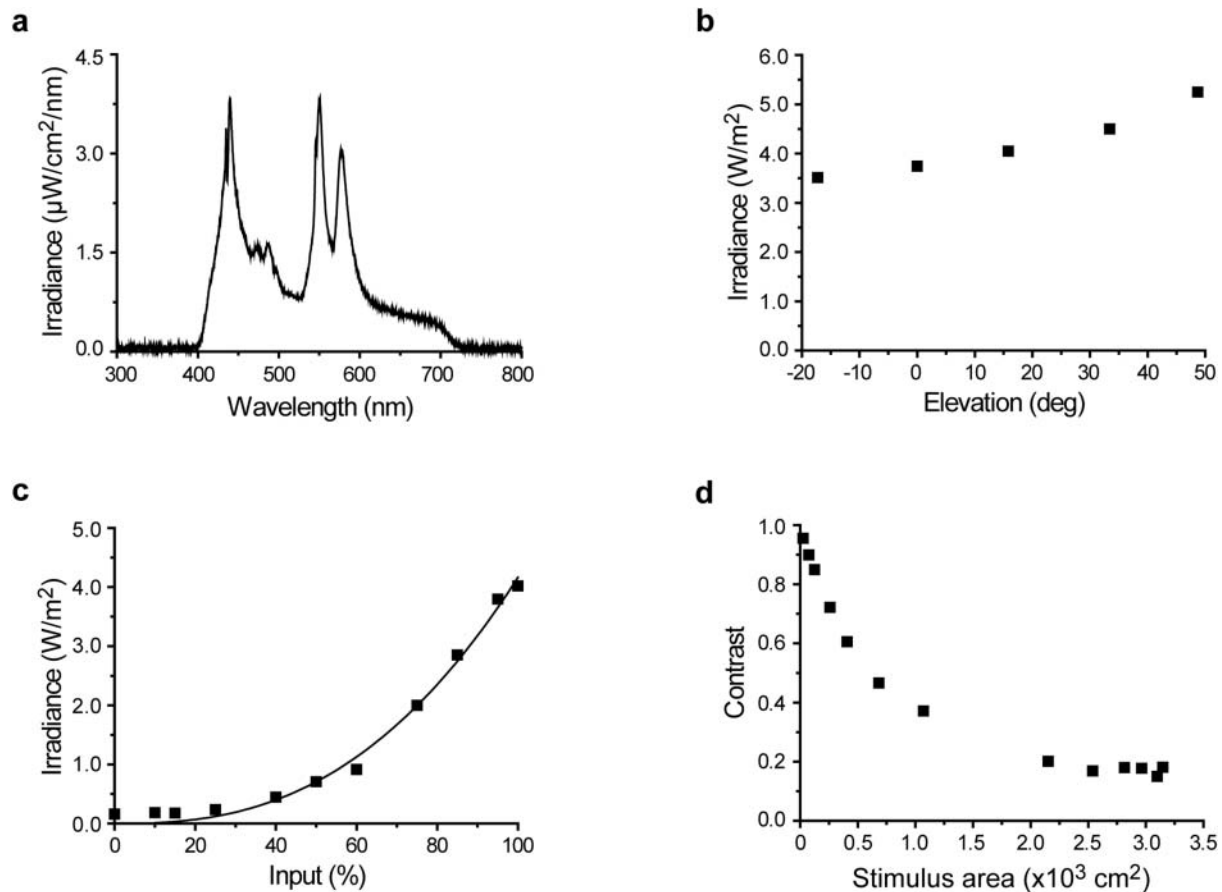 a
4.5
3.0
1.5
0.0
300 400 500 600 700 800
Wavelength (nm)
Irradiance (µW/cm²/nm)
b
6.0
5.0
4.0
3.0
2.0
1.0
0.0
-20 -10 0 10 20 30 40 50
Elevation (deg)
Irradiance (W/m²)
c
5.0
4.0
3.0
2.0
1.0
0.0
0 20 40 60 80 100
Input (%)
Irradiance (W/m²)
d
1.0
0.8
0.6
0.4
0.2
0.0
0 0.5 1.0 1.5 2.0 2.5 3.0 3.5
Stimulus area (x10³ cm²)
Contrast